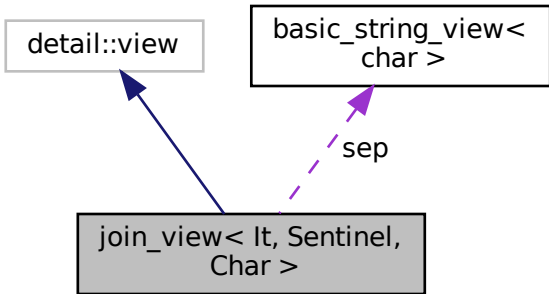 detail::view
basic_string_view<
char >
sep
join_view< It, Sentinel,
Char >